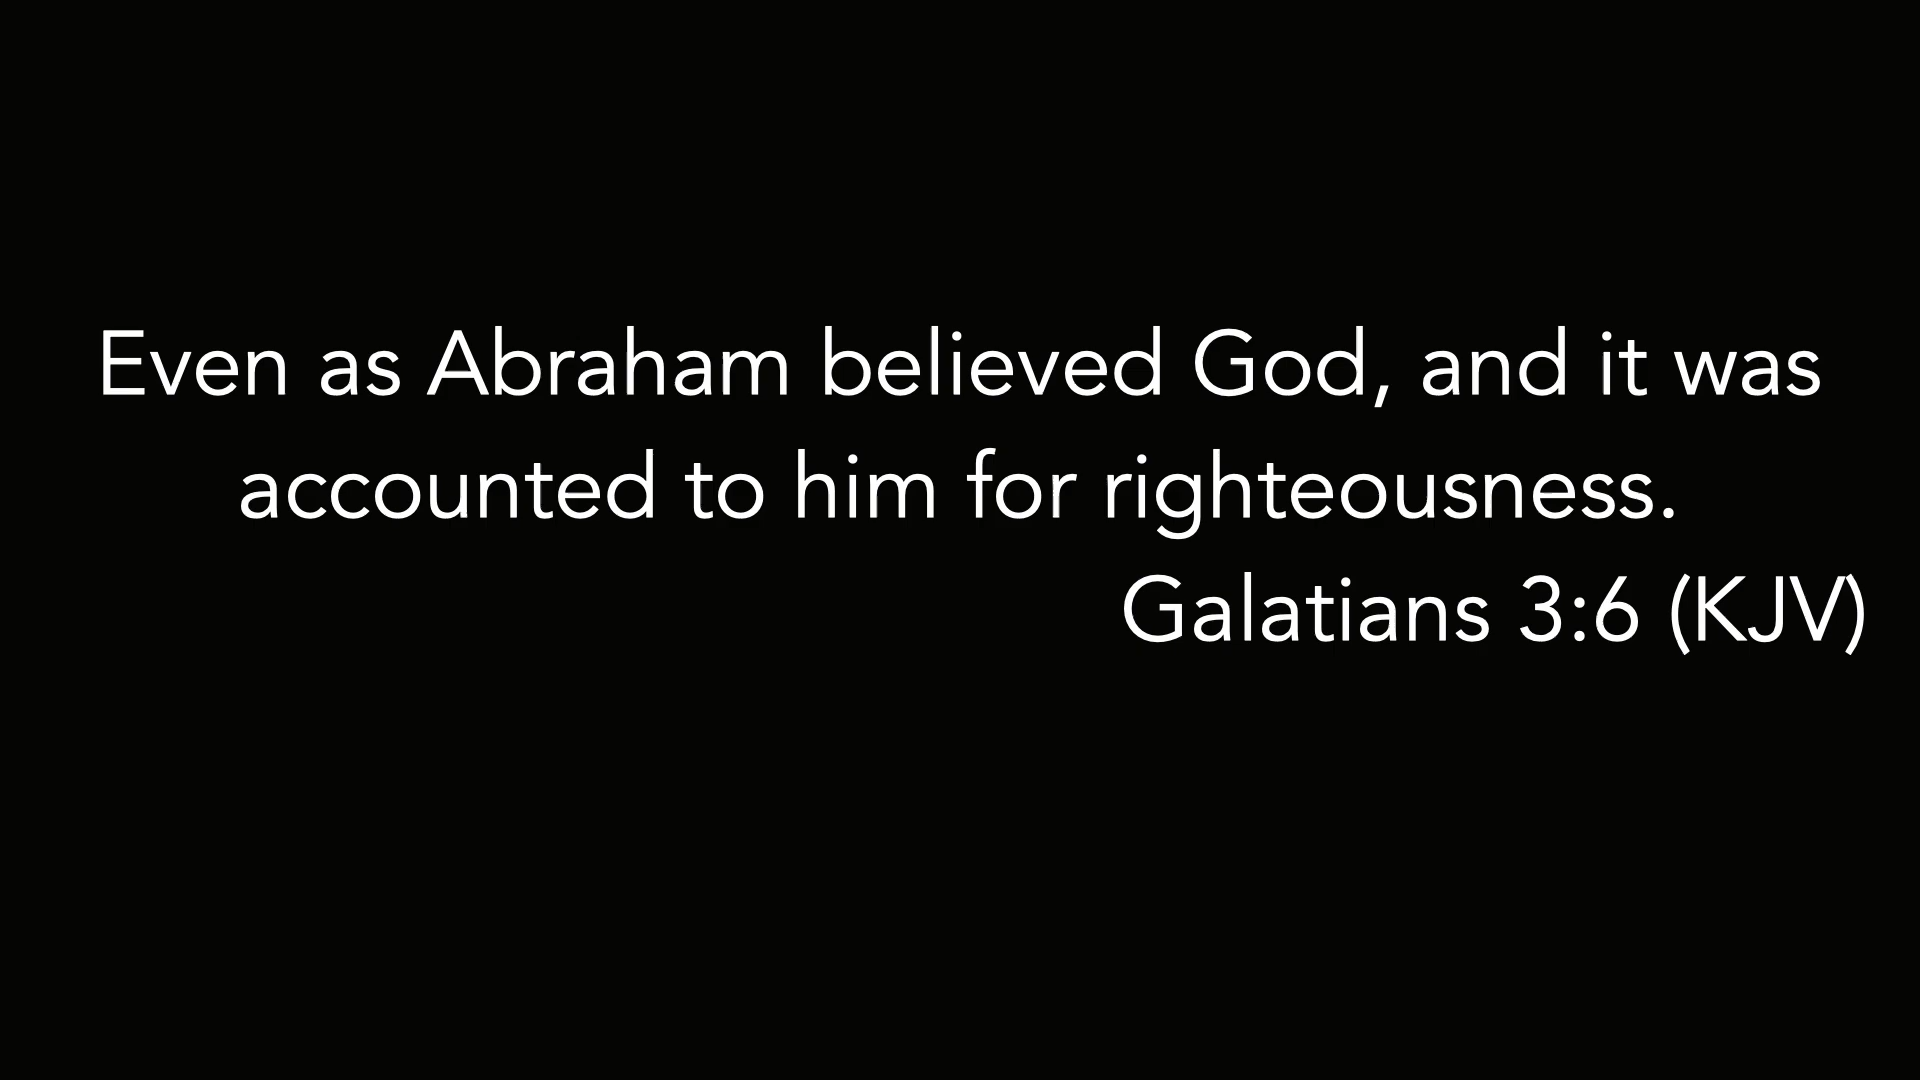 Even as Abraham believed God, and it was
accounted to him for righteousness.
Galatians 3:6 (KJV)